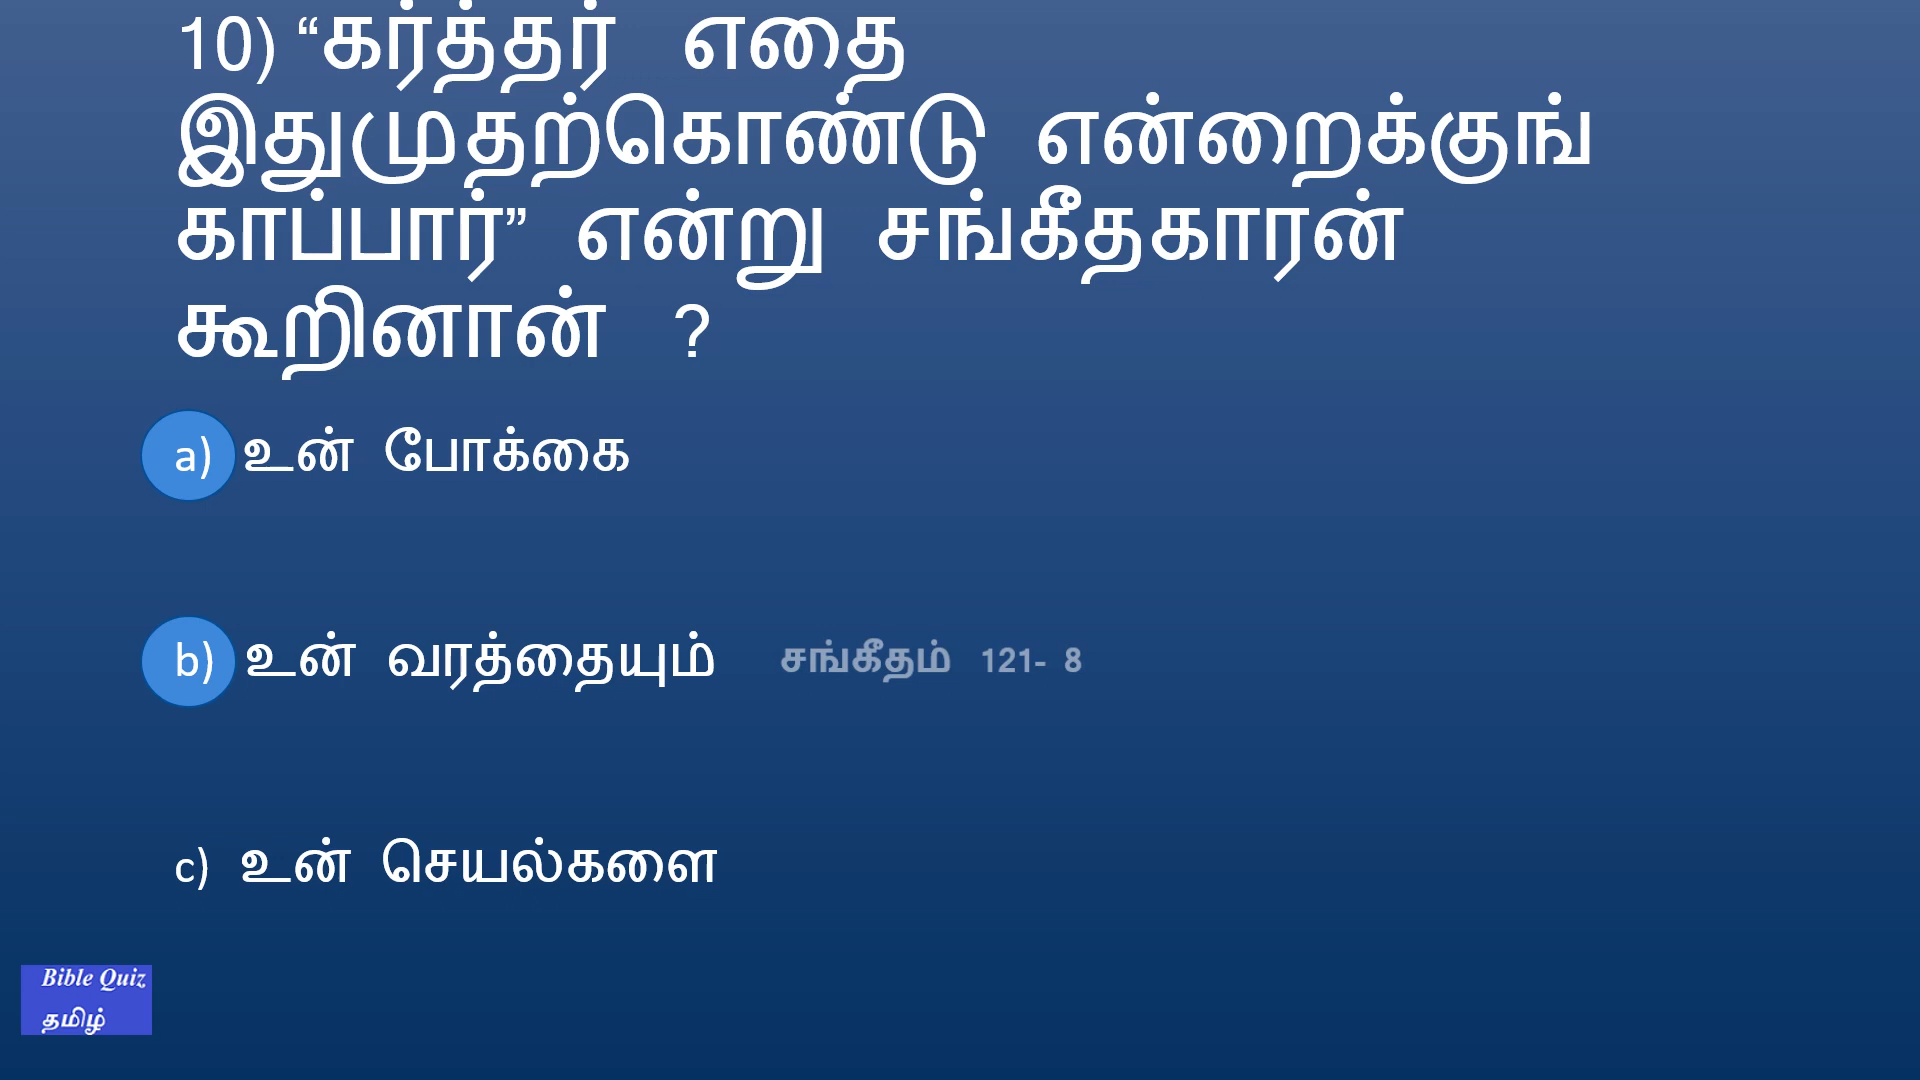 10) “கர்த்தர் எதை
இதுமுதற்கொண்டு என்றைக்குங்
காப்பார்” என்று சங்கீதகாரன்
கூறினான் ?
a) உன் போக்கை
b) உன் வரத்தையும் சங்கீதம் 121- 8
c) உன் செயல்களை
Bible Quiz
தமிழ்